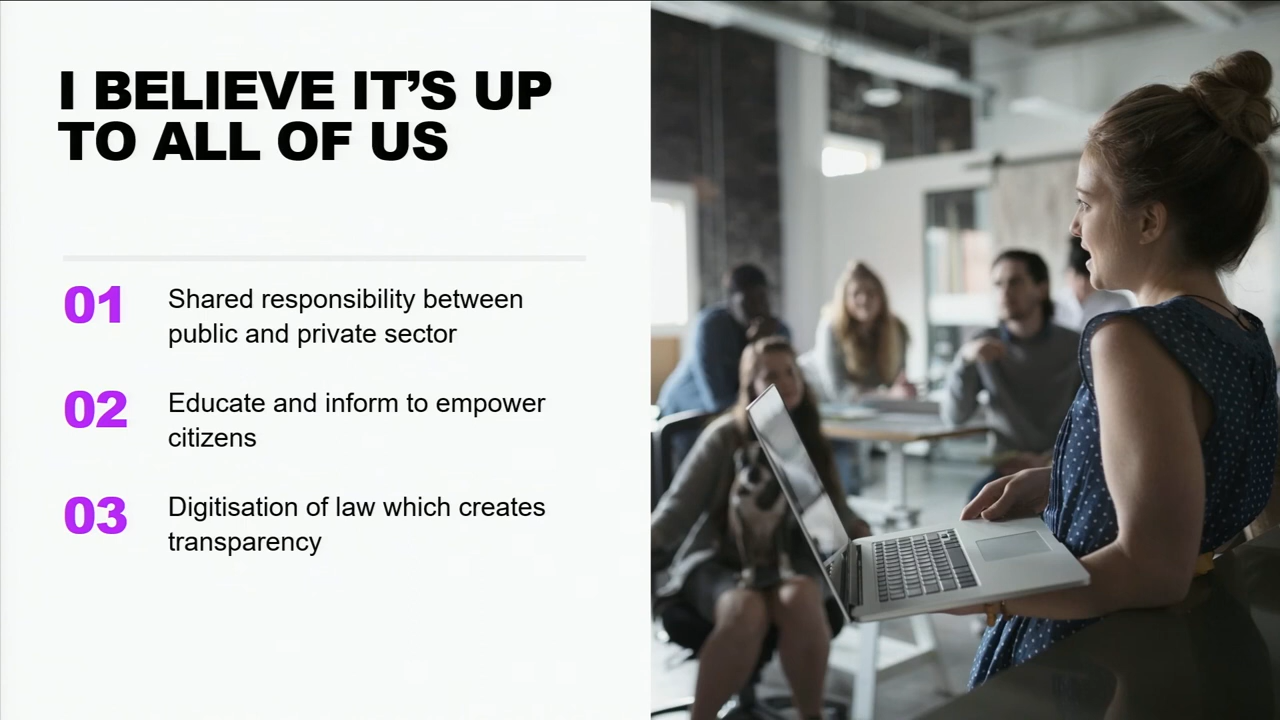 I BELIEVE IT’S UP
TO ALL OF US
01
Shared responsibility between
public and private sector
02
Educate and inform to empower
citizens
03
Digitisation of law which creates
transparency